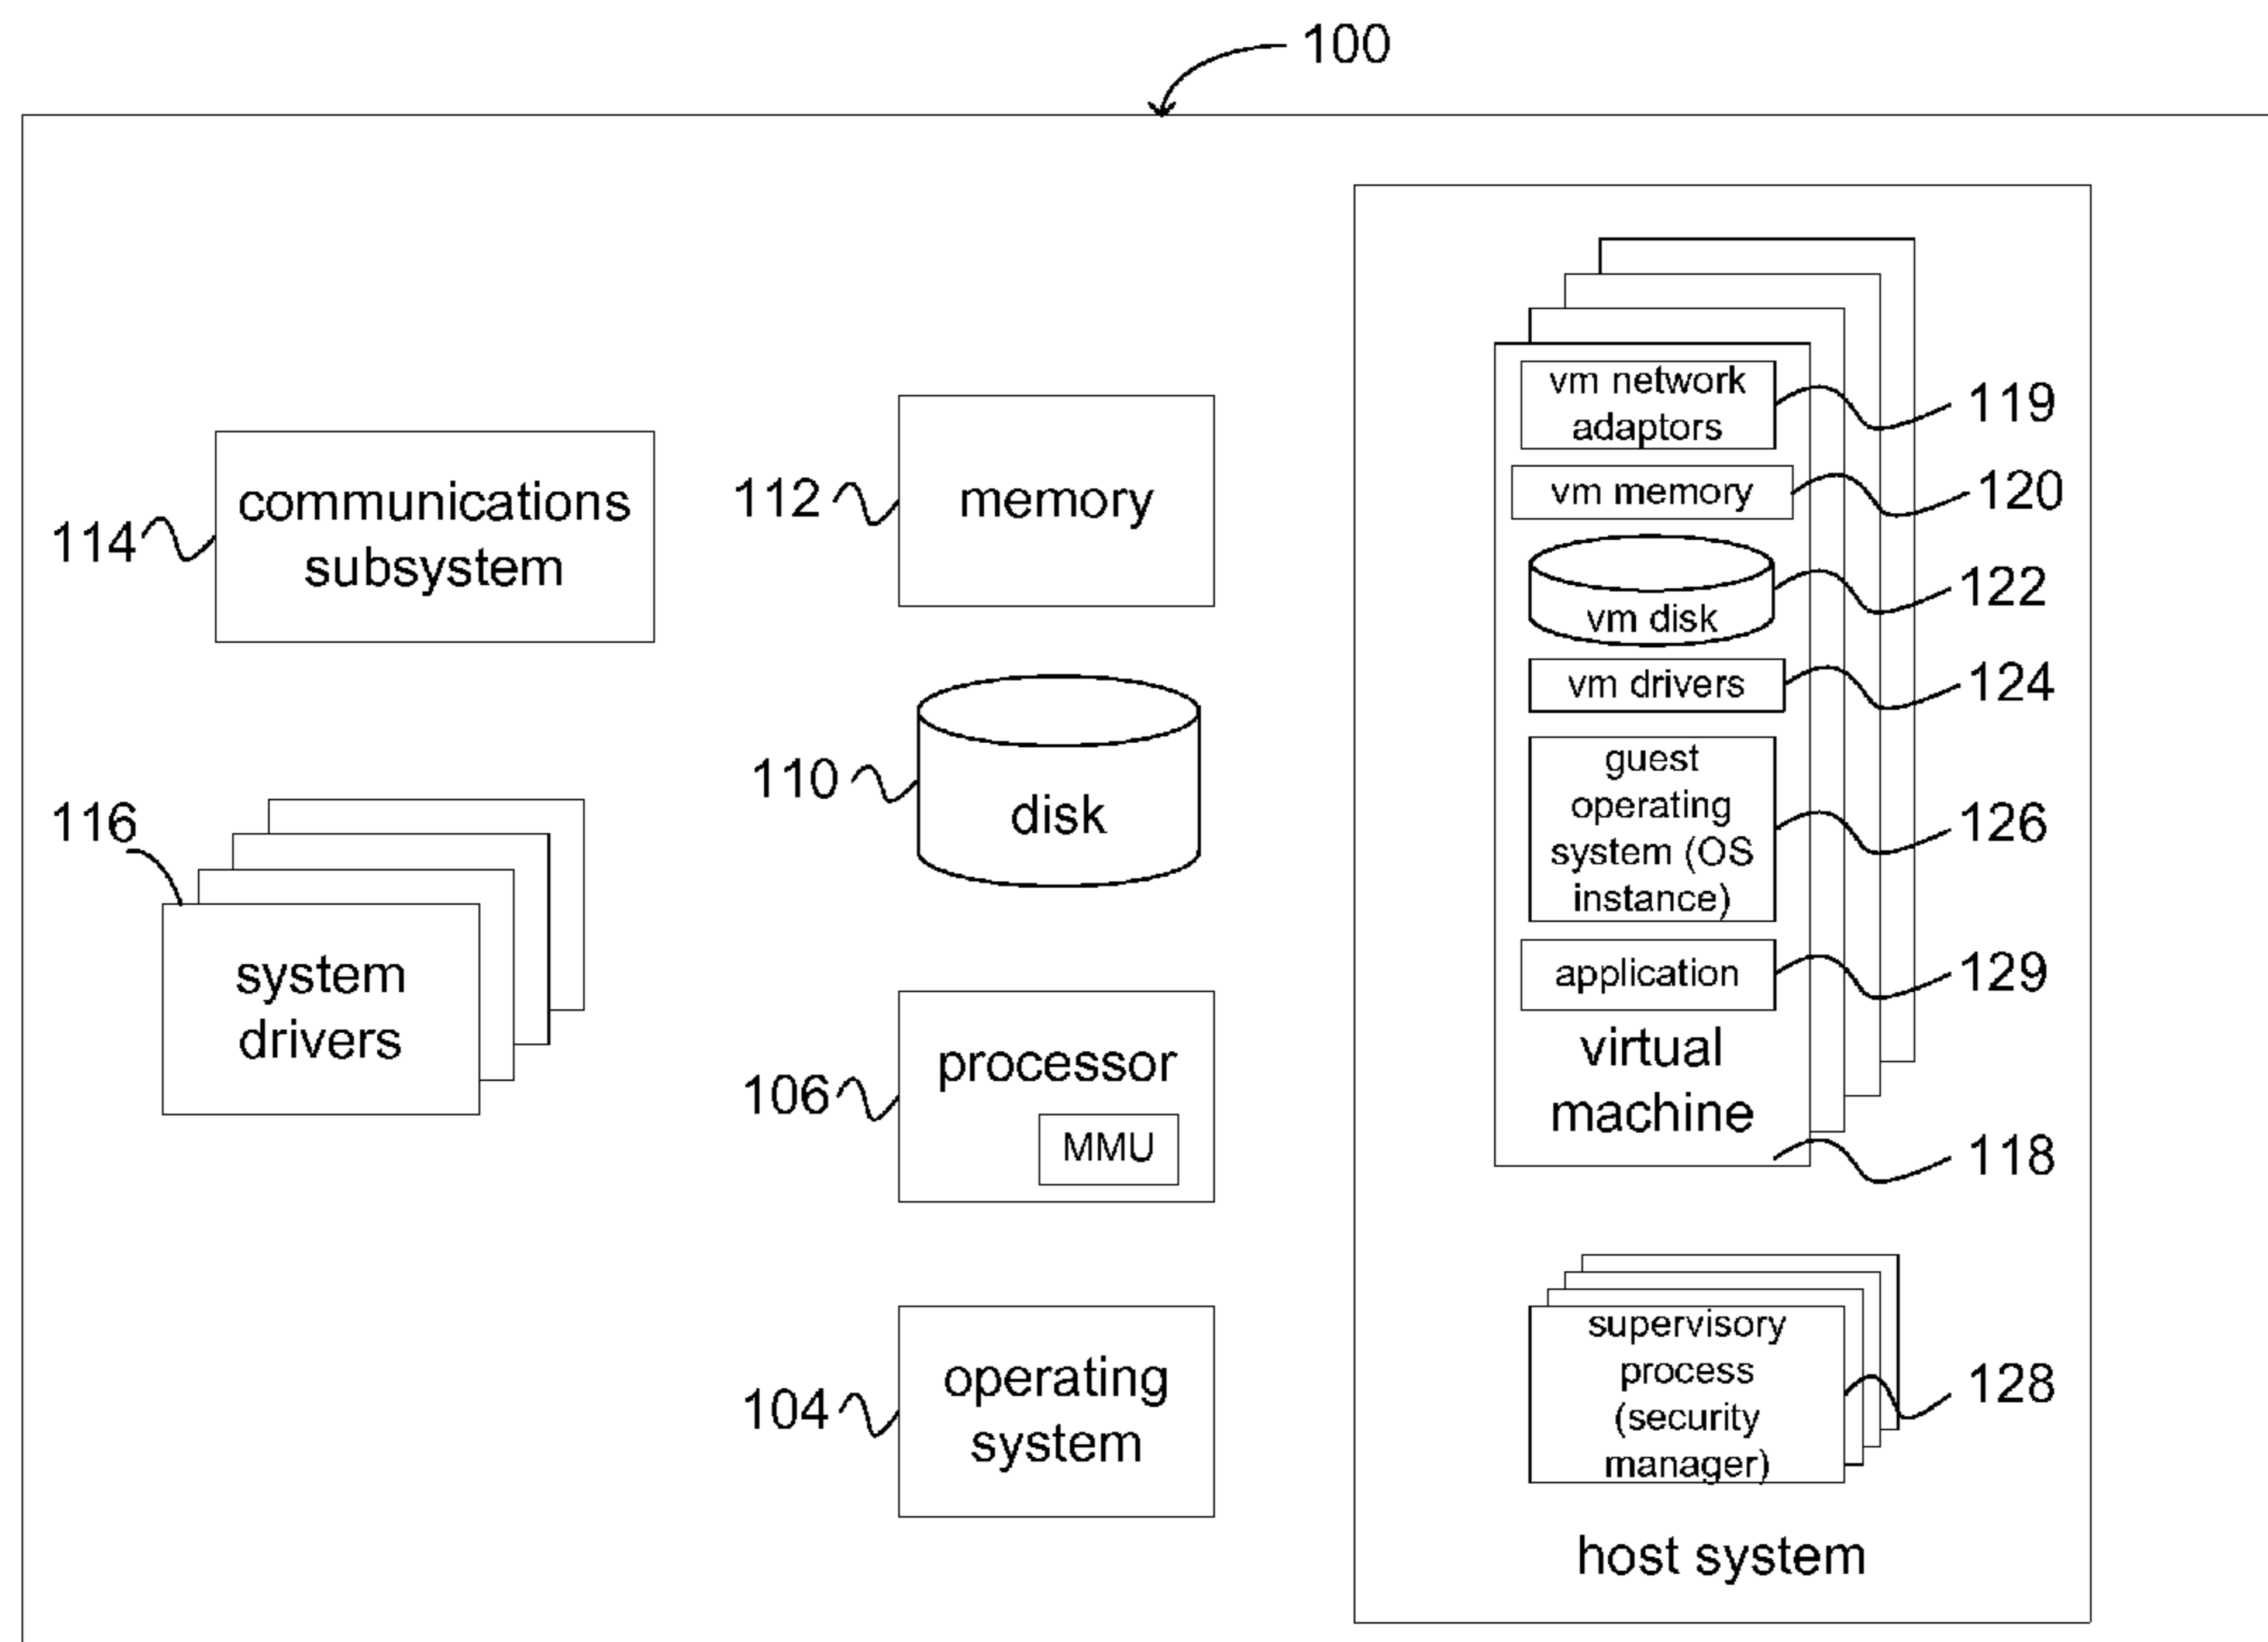 100
114
communications
subsystem
116
system
drivers
112
memory
110
disk
106
processor
MMU
104
operating
system
vm network
adaptors
119
vm memory
120
vm disk
122
vm drivers
124
guest
operating
system (OS
instance)
126
application
129
virtual
machine
118
supervisory
process
(security
manager)
128
host system